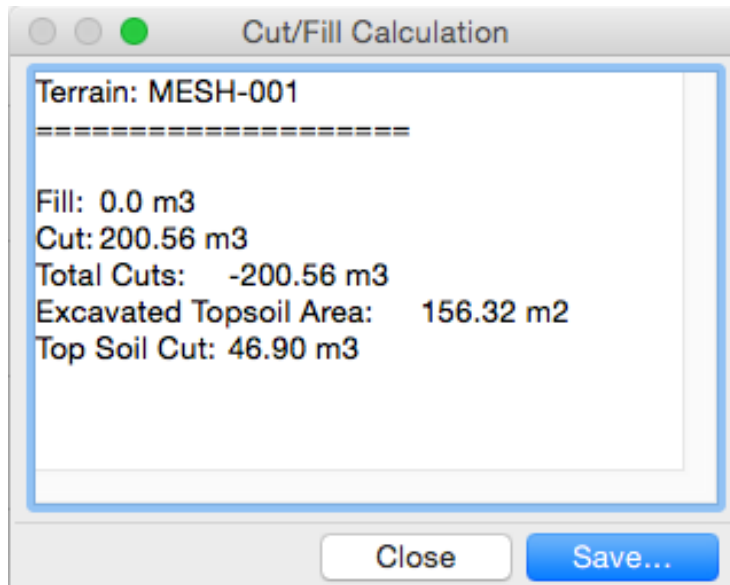 Cut/Fill Calculation
Terrain: MESH-001
====================
Fill: 0.0 m3
Cut: 200.56 m3
Total Cuts: -200.56 m3
Excavated Topsoil Area: 156.32 m2
Top Soil Cut: 46.90 m3
Close Save...